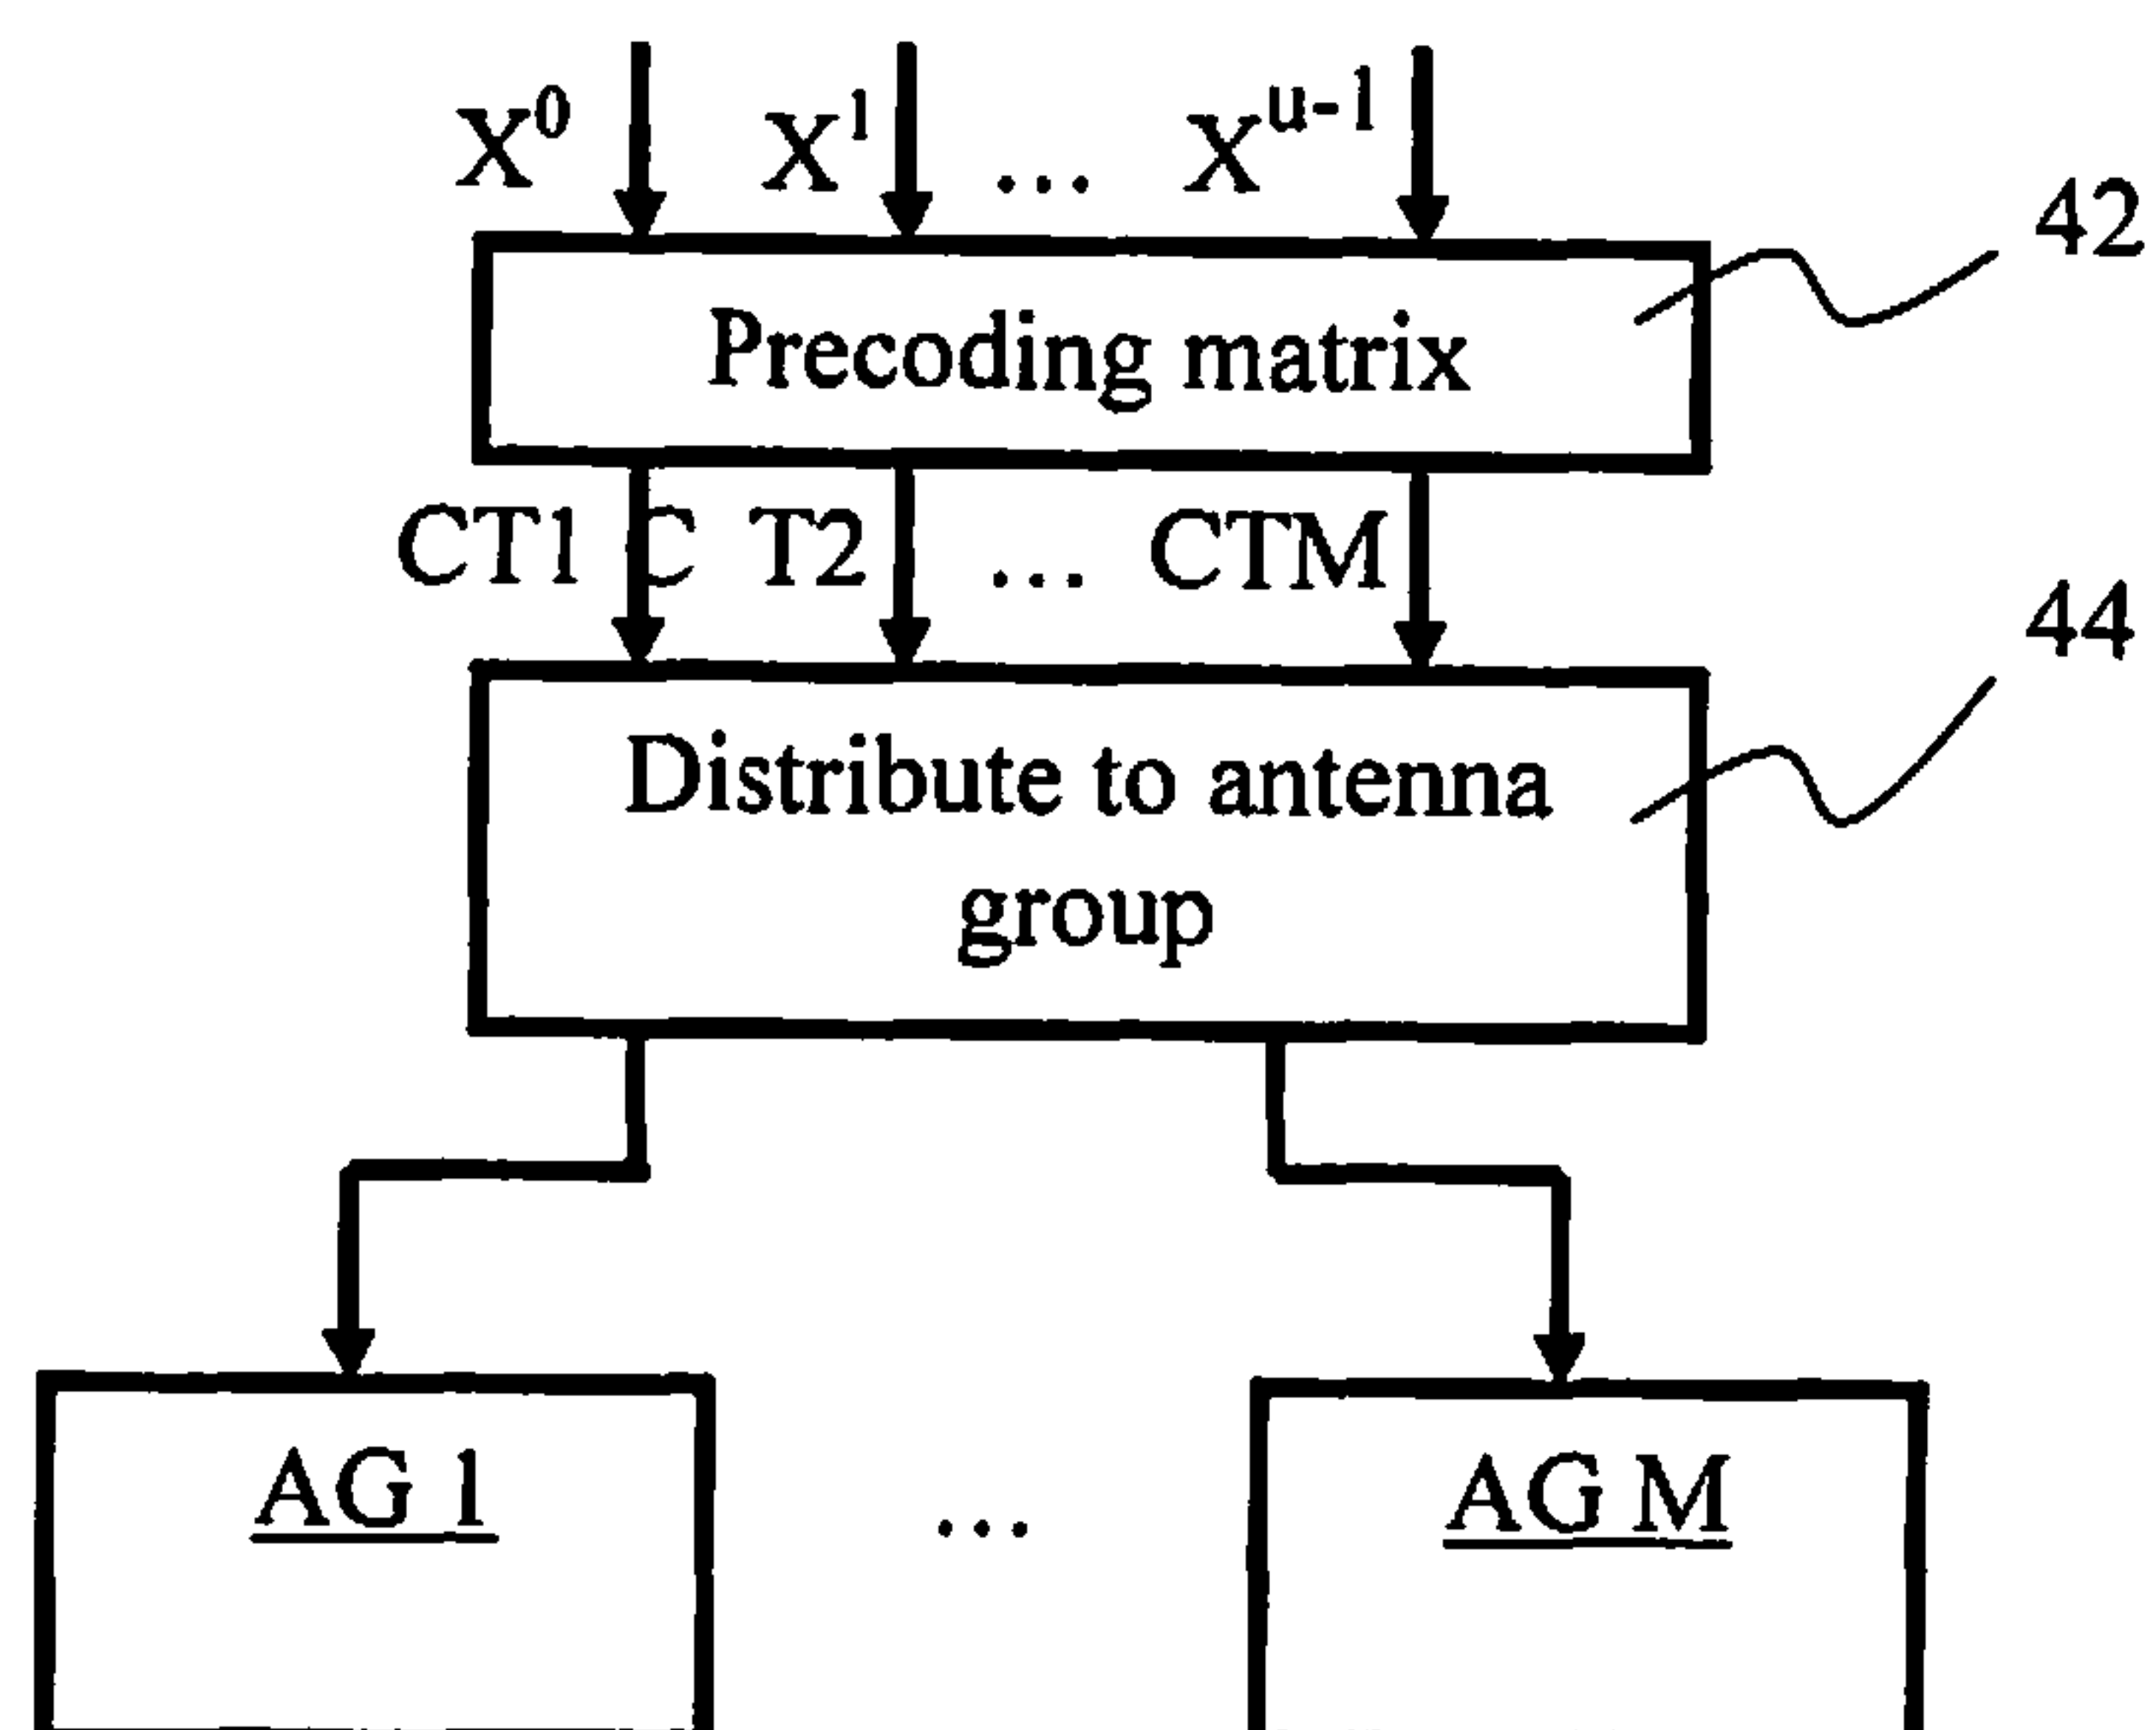 X⁰ X¹ ... Xᵘ⁻¹
42
Precoding matrix
CT1 C T2 ... CTM
44
Distribute to antenna
group
AG 1 ... AG M